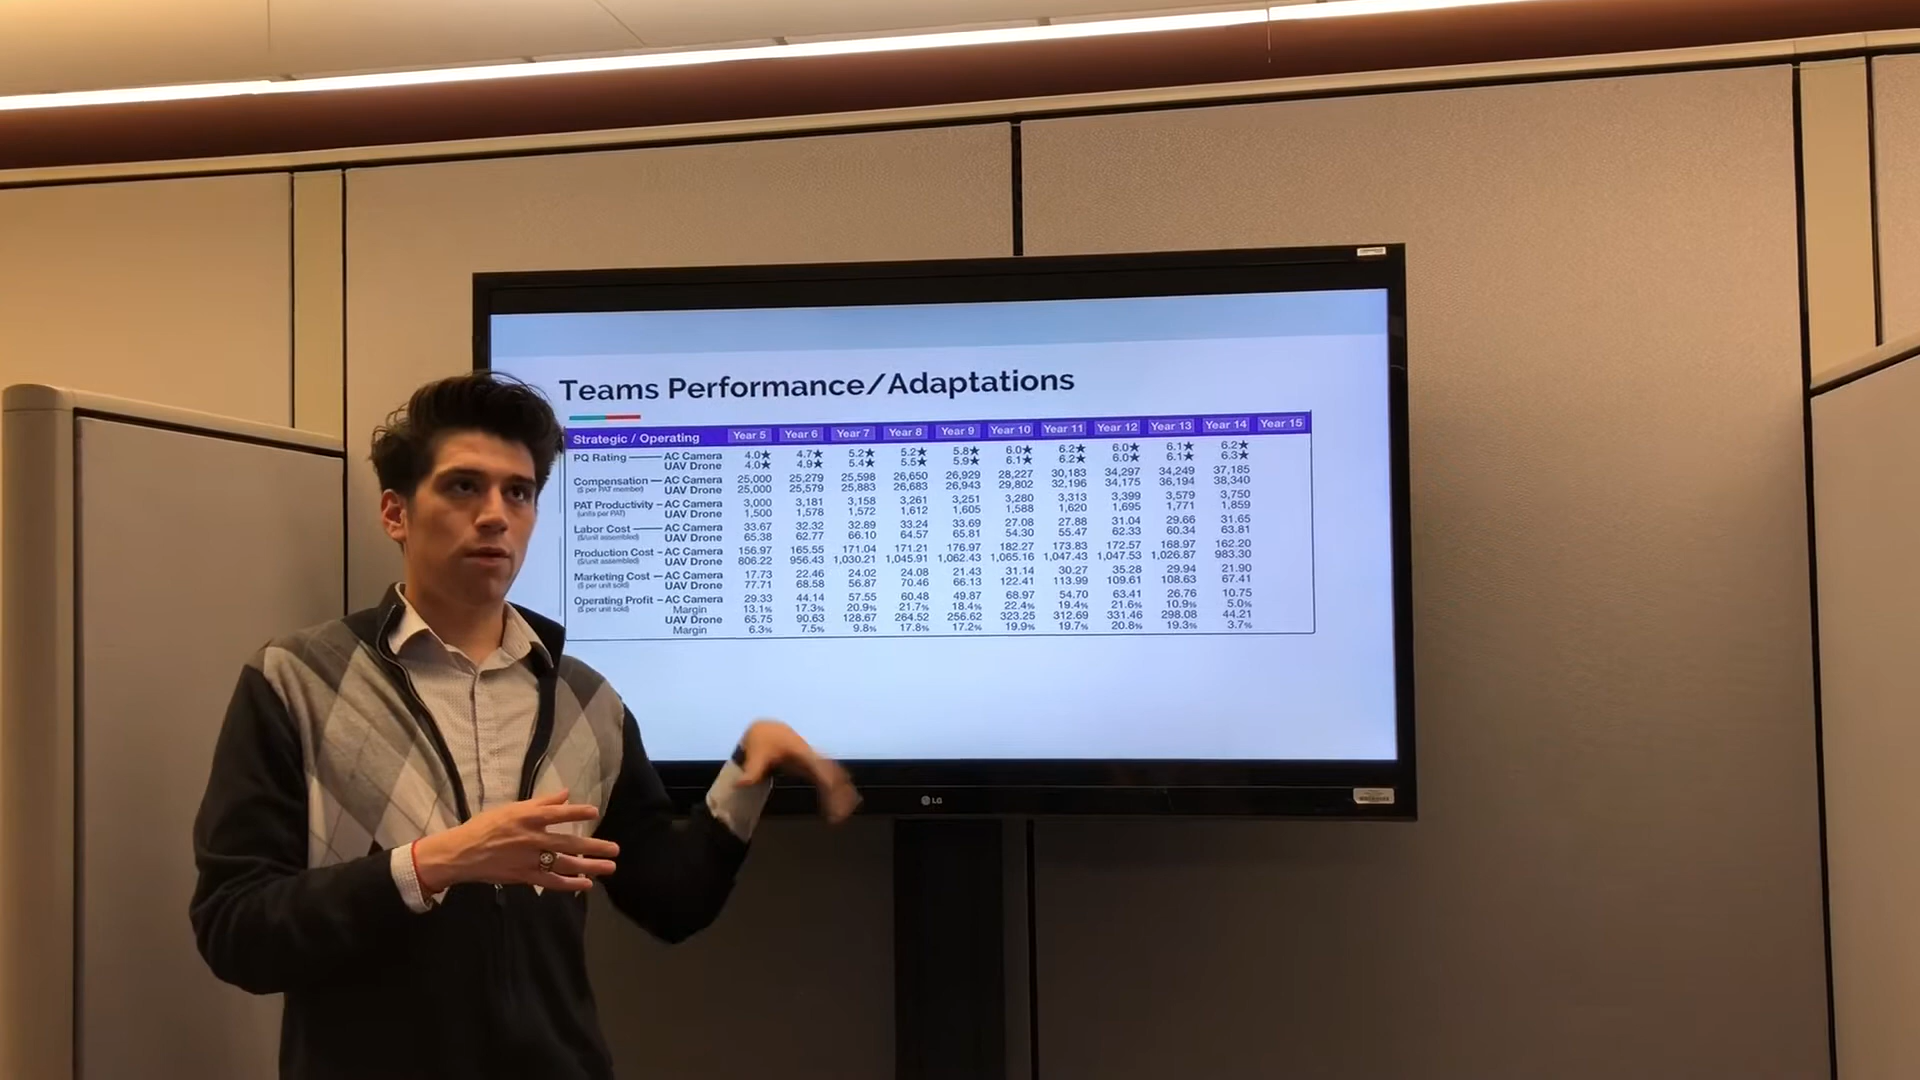 Teams Performance/Adaptations
Strategic / Operating Year 5 Year 6 Year 7 Year 8 Year 9 Year 10 Year 11 Year 12 Year 13 Year 14 Year 15
PQ Rating AC Camera 4.0★ 4.7★ 5.2★ 5.2★ 5.8★ 6.0★ 6.2★ 6.0★ 6.1★ 6.2★
UAV Drone 4.0★ 4.9★ 5.4★ 5.5★ 5.9★ 6.1★ 6.2★ 6.0★ 6.1★ 6.3★
Compensation AC Camera 25,000 25,279 25,598 26,650 26,929 28,227 30,183 34,297 34,249 37,185
($ per PAT member) UAV Drone 25,000 25,579 25,883 26,683 26,943 29,802 32,196 34,175 36,194 38,340
PAT Productivity AC Camera 3,000 3,181 3,158 3,261 3,251 3,280 3,313 3,399 3,579 3,750
(units per PAT) UAV Drone 1,500 1,578 1,572 1,612 1,605 1,588 1,620 1,695 1,771 1,859
Labor Cost AC Camera 33.67 32.32 32.89 33.24 33.69 27.08 27.88 31.04 29.66 31.65
($/unit assembled) UAV Drone 65.38 62.77 66.10 64.57 65.81 54.30 55.47 62.33 60.34 63.81
Production Cost AC Camera 156.97 165.55 171.04 171.21 176.97 182.27 173.83 172.57 168.97 162.20
($/unit assembled) UAV Drone 806.22 956.43 1,030.21 1,045.91 1,062.43 1,065.16 1,047.43 1,047.53 1,026.87 983.30
Marketing Cost AC Camera 17.73 22.46 24.02 24.08 21.43 31.14 30.27 35.28 29.94 21.90
($ per unit sold) UAV Drone 77.71 68.58 56.87 70.46 66.13 122.41 113.99 109.61 108.63 67.41
Operating Profit AC Camera 29.33 44.14 57.55 60.48 49.87 68.97 54.70 63.41 26.76 10.75
($ per unit sold) Margin 13.1% 17.3% 20.9% 21.7% 18.4% 22.4% 19.4% 21.6% 10.9% 5.0%
UAV Drone 65.75 90.63 128.67 264.52 256.62 323.25 312.69 331.46 298.08 44.21
Margin 6.3% 7.5% 9.8% 17.8% 17.2% 19.9% 19.7% 20.8% 19.3% 3.7%
LG